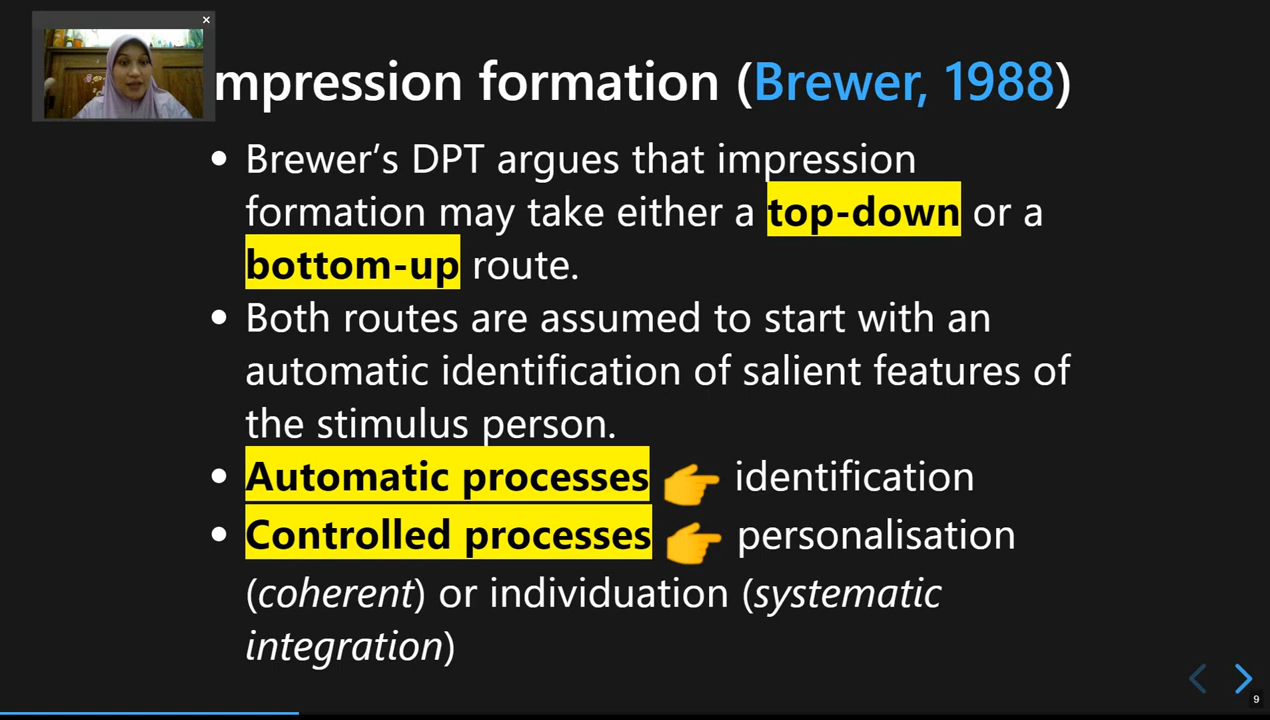 mpression formation (Brewer, 1988)
• Brewer’s DPT argues that impression
formation may take either a top-down or a
bottom-up route.
• Both routes are assumed to start with an
automatic identification of salient features of
the stimulus person.
• Automatic processes 👉 identification
• Controlled processes 👉 personalisation
(coherent) or individuation (systematic
integration)
9